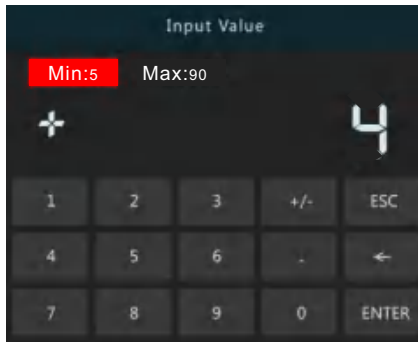 Input Value
Min:5 Max:90
+ 4
1 2 3 +/- ESC
4 5 6 . ←
7 8 9 0 ENTER